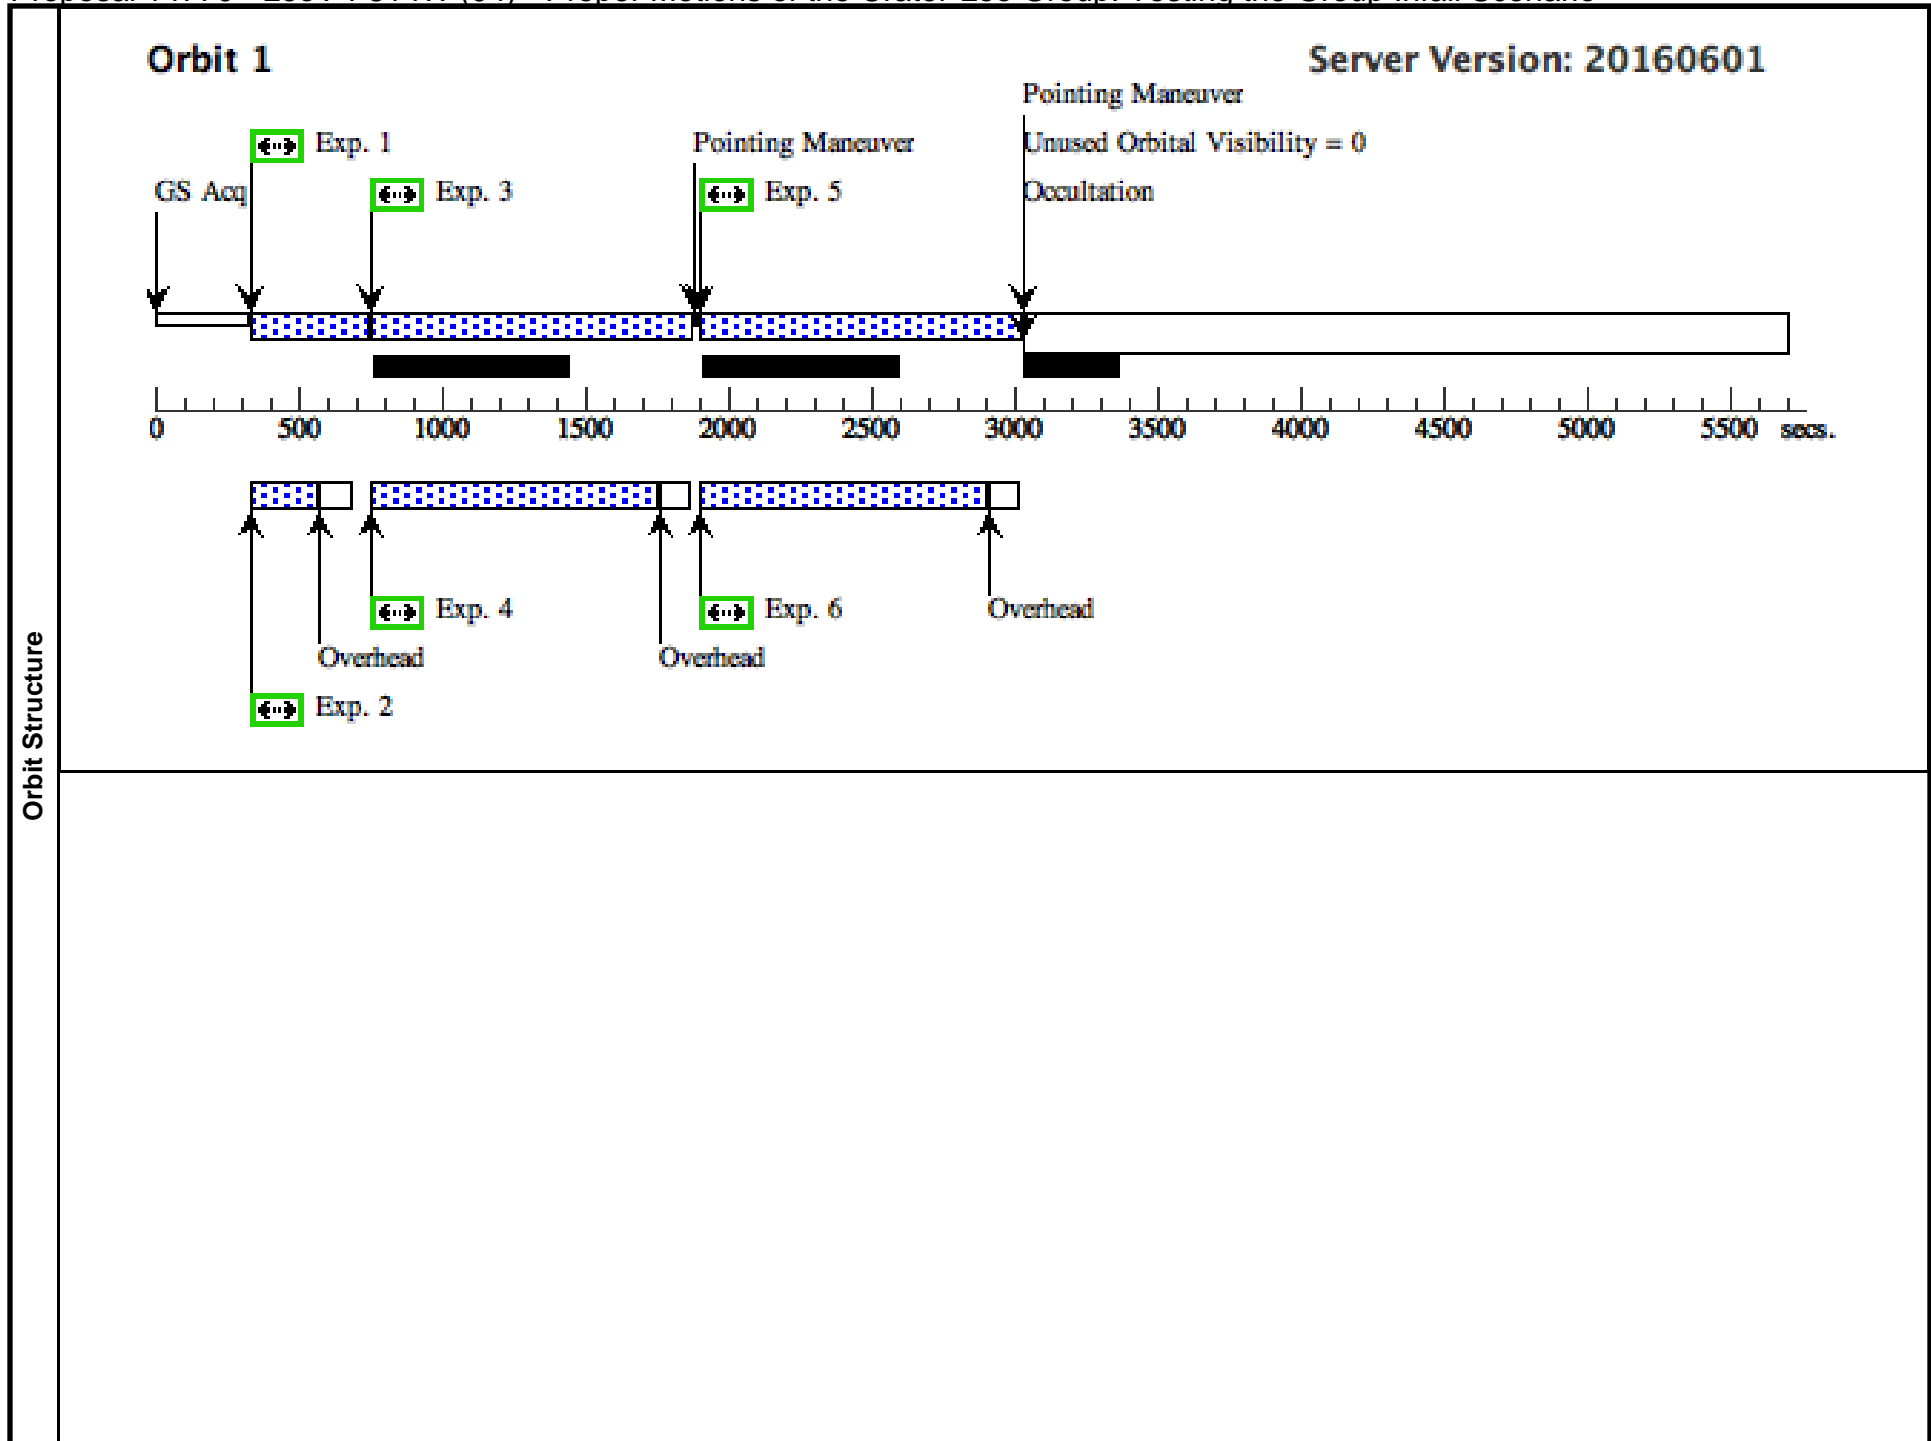 Orbit 1
Server Version: 20160601
Pointing Maneuver
Exp. 1
Pointing Maneuver
Unused Orbital Visibility = 0
GS Acq
Exp. 3
Exp. 5
Occultation
0 500 1000 1500 2000 2500 3000 3500 4000 4500 5000 5500 secs.
Exp. 4
Exp. 6
Overhead
Overhead
Overhead
Exp. 2
Orbit Structure